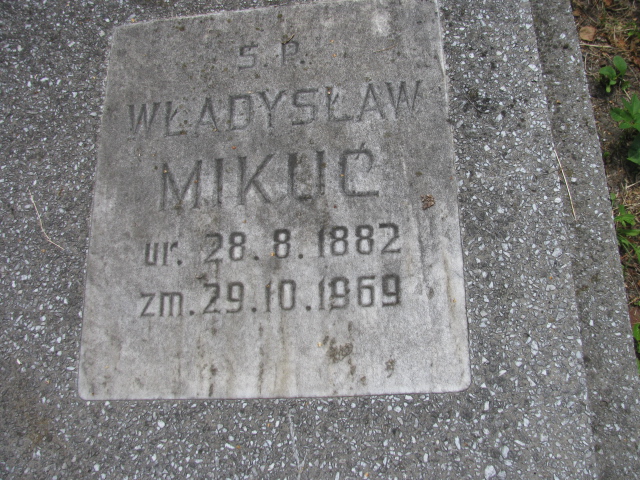 Ś.P.
WŁADYSŁAW
MIKUĆ
ur. 28.8.1882
zm. 29.10.1969